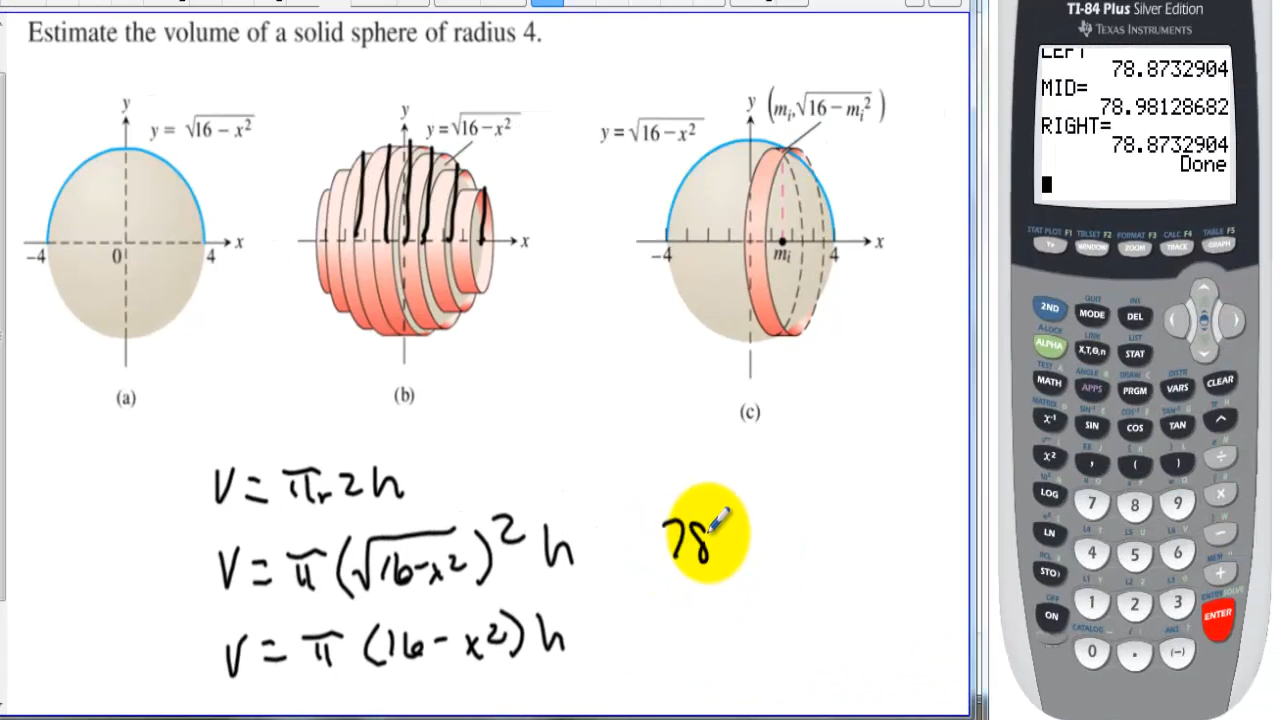 Estimate the volume of a solid sphere of radius 4.
y = √16 − x²
y
−4
0
4
x
(a)
y
y = √16−x²
x
(b)
y = √16−x²
y
(mᵢ, √16 − mᵢ²)
−4
mᵢ
4
x
(c)
V = πr2h
V = π(√16-x2)² h
V = π (16- x2) h
78
TI-84 Plus Silver Edition
TEXAS INSTRUMENTS
LEFT
78.8732904
MID=
78.98128682
RIGHT=
78.8732904
Done
STAT PLOT F1 TBLSET F2 FORMAT F3 CALC F4 TABLE F5
Y= WINDOW ZOOM TRACE GRAPH
QUIT INS
2ND MODE DEL
A-LOCK LINK LIST
ALPHA X,T,Θ,n STAT
TEST A ANGLE B DRAW C DISTR
MATH APPS PRGM VARS CLEAR
MATRIX D SIN⁻¹ E COS⁻¹ F TAN⁻¹ G π H
x⁻¹ SIN COS TAN ^
x² , ( ) ÷
LOG 7 8 9 ×
LN 4 5 6 −
STO› 1 2 3 +
OFF CATALOG i ANS ENTRY SOLVE
ON 0 . (−) ENTER